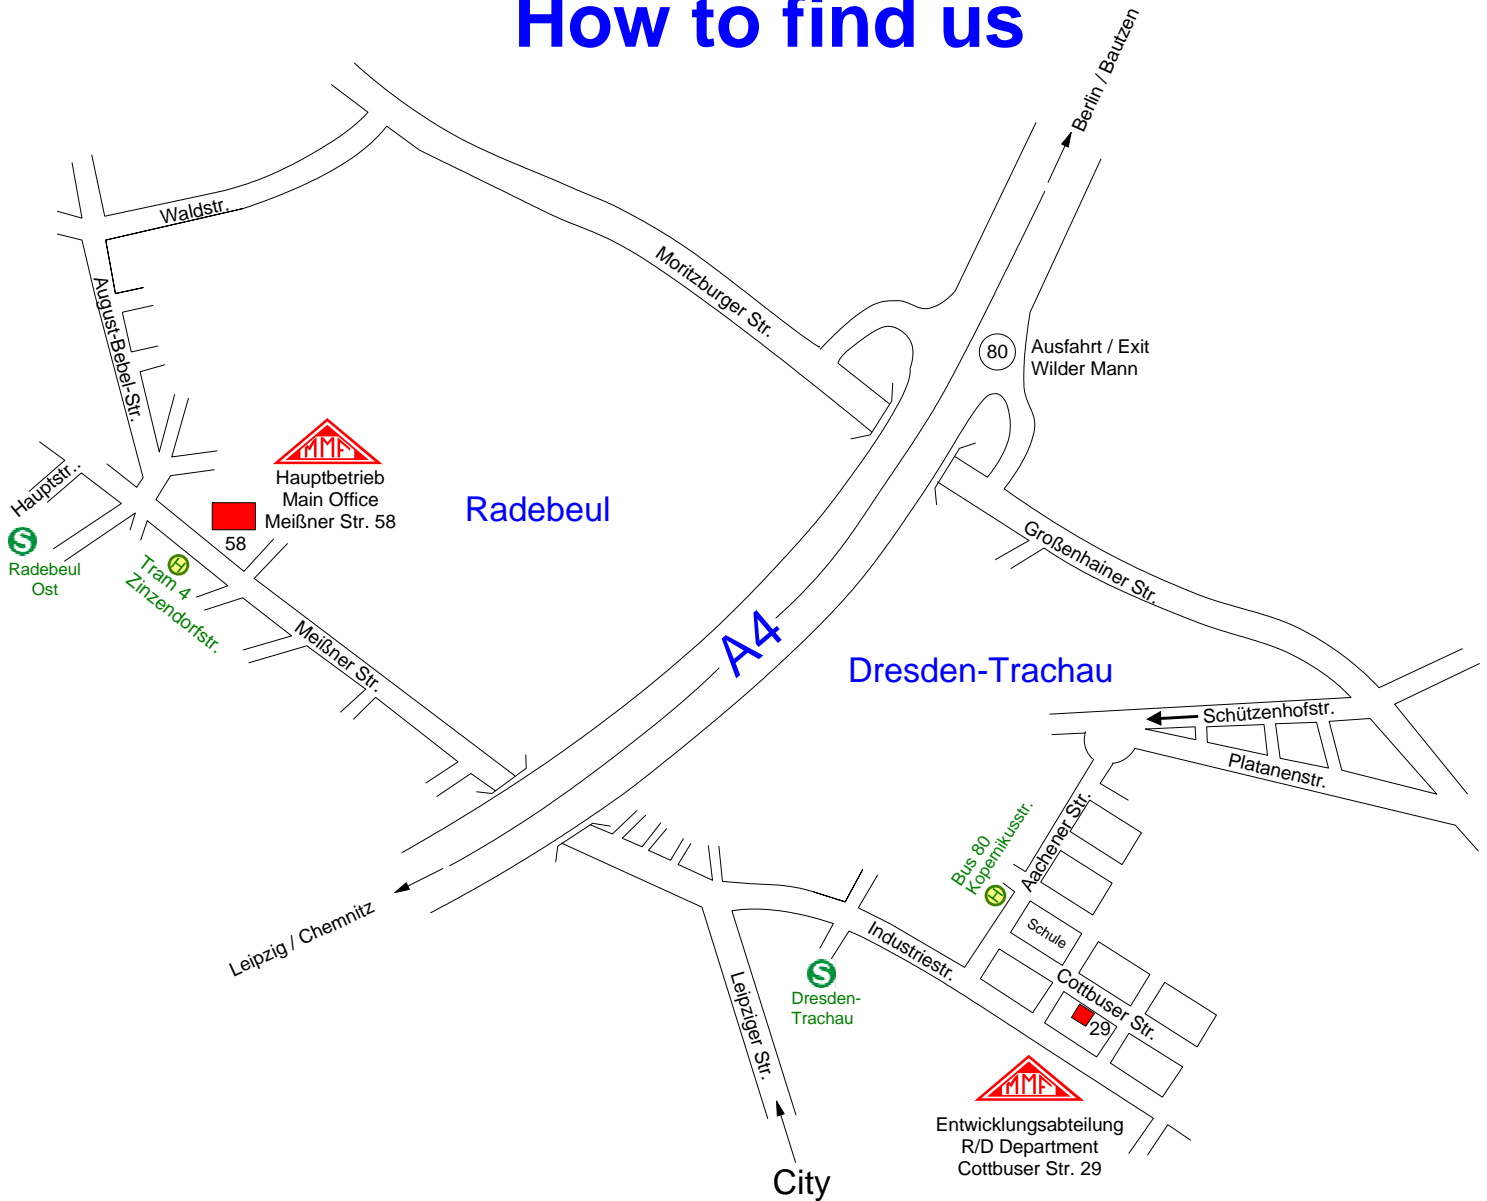 How to find us
Berlin / Bautzen
Waldstr.
Moritzburger Str.
August-Bebel-Str.
80
Ausfahrt / Exit
Wilder Mann
MMF
Hauptbetrieb
Main Office
Meißner Str. 58
58
Radebeul
Hauptstr..
S
Radebeul
Ost
H
Tram 4
Zinzendorfstr.
Meißner Str.
Großenhainer Str.
A4
Dresden-Trachau
Schützenhofstr.
Platanenstr.
Aachener Str.
Bus 80
Kopernikusstr.
H
Leipzig / Chemnitz
Schule
Industriestr.
Cottbuser Str.
29
S
Dresden-
Trachau
Leipziger Str.
MMF
Entwicklungsabteilung
R/D Department
Cottbuser Str. 29
City